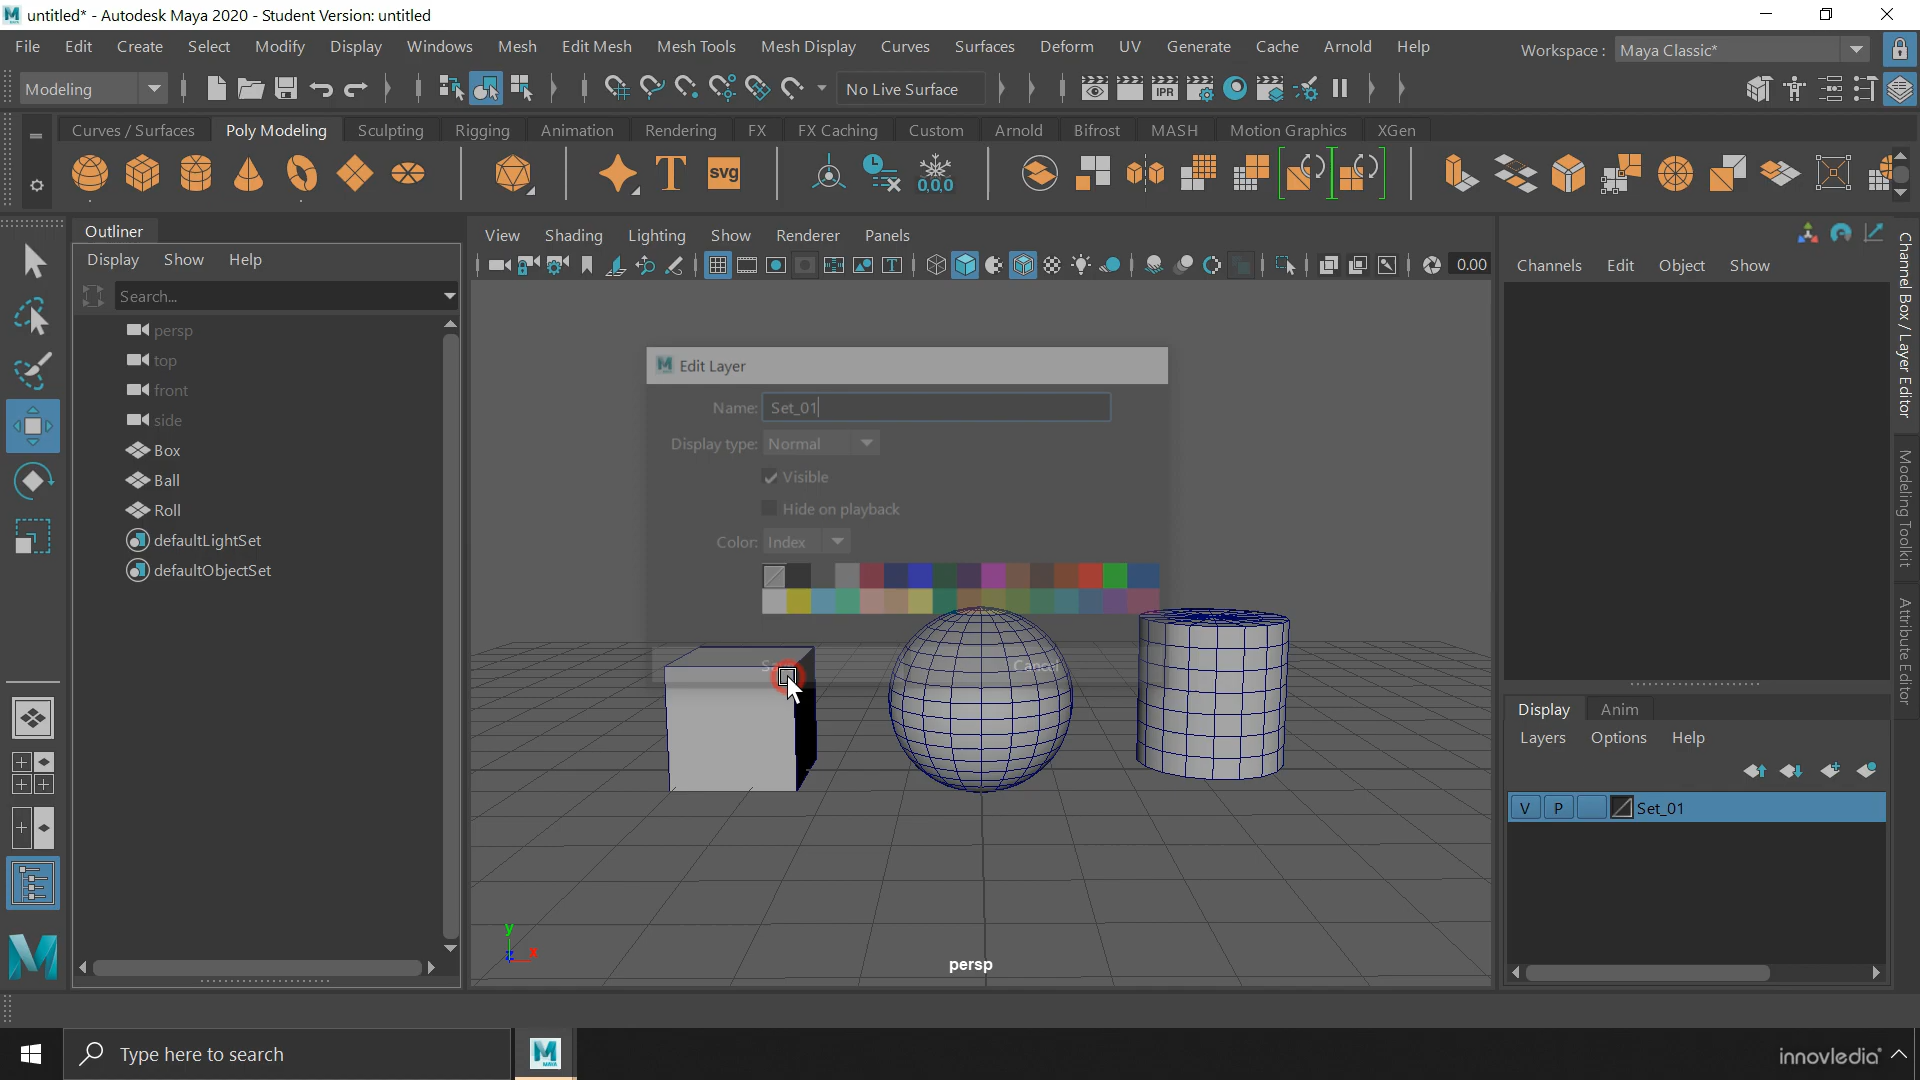 untitled* - Autodesk Maya 2020 - Student Version: untitled
File Edit Create Select Modify Display Windows Mesh Edit Mesh Mesh Tools Mesh Display Curves Surfaces Deform UV Generate Cache Arnold Help
Workspace : Maya Classic*
Modeling
No Live Surface
IPR
Curves / Surfaces Poly Modeling Sculpting Rigging Animation Rendering FX FX Caching Custom Arnold Bifrost MASH Motion Graphics XGen
T
svg
0,0,0
Outliner
Display Show Help
Search...
persp
top
front
side
Box
Ball
Roll
defaultLightSet
defaultObjectSet
View Shading Lighting Show Renderer Panels
0.00
Edit Layer
Name: Set_01
Display type: Normal
Visible
Hide on playback
Color: Index
Cancel
y
x
z
persp
Channels Edit Object Show
Channel Box / Layer Editor
Modeling Toolkit
Attribute Editor
Display Anim
Layers Options Help
V P Set_01
Type here to search
innovledia